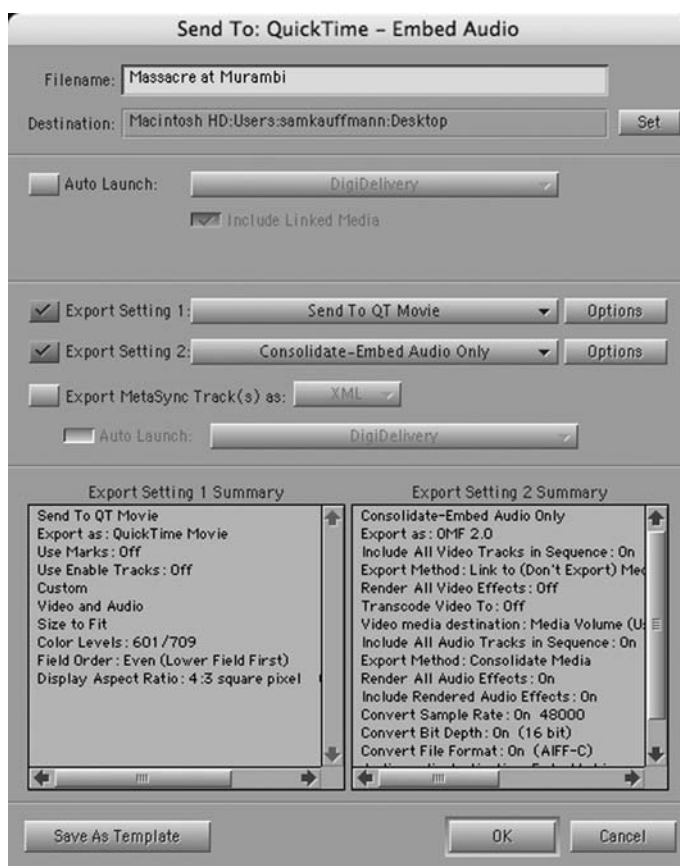 Send To: QuickTime – Embed Audio
Filename: Massacre at Murambi
Destination: Macintosh HD:Users:samkauffmann:Desktop Set
Auto Launch: DigiDelivery
Include Linked Media
Export Setting 1: Send To QT Movie Options
Export Setting 2: Consolidate-Embed Audio Only Options
Export MetaSync Track(s) as: XML
Auto Launch: DigiDelivery
Export Setting 1 Summary
Send To QT Movie
Export as: QuickTime Movie
Use Marks: Off
Use Enable Tracks: Off
Custom
Video and Audio
Size to Fit
Color Levels: 601/709
Field Order: Even (Lower Field First)
Display Aspect Ratio: 4:3 square pixel
Export Setting 2 Summary
Consolidate-Embed Audio Only
Export as: OMF 2.0
Include All Video Tracks in Sequence: On
Export Method: Link to (Don't Export) Med
Render All Video Effects: Off
Transcode Video To: Off
Video media destination: Media Volume (U
Include All Audio Tracks in Sequence: On
Export Method: Consolidate Media
Render All Audio Effects: On
Include Rendered Audio Effects: On
Convert Sample Rate: On 48000
Convert Bit Depth: On (16 bit)
Convert File Format: On (AIFF-C)
Save As Template OK Cancel